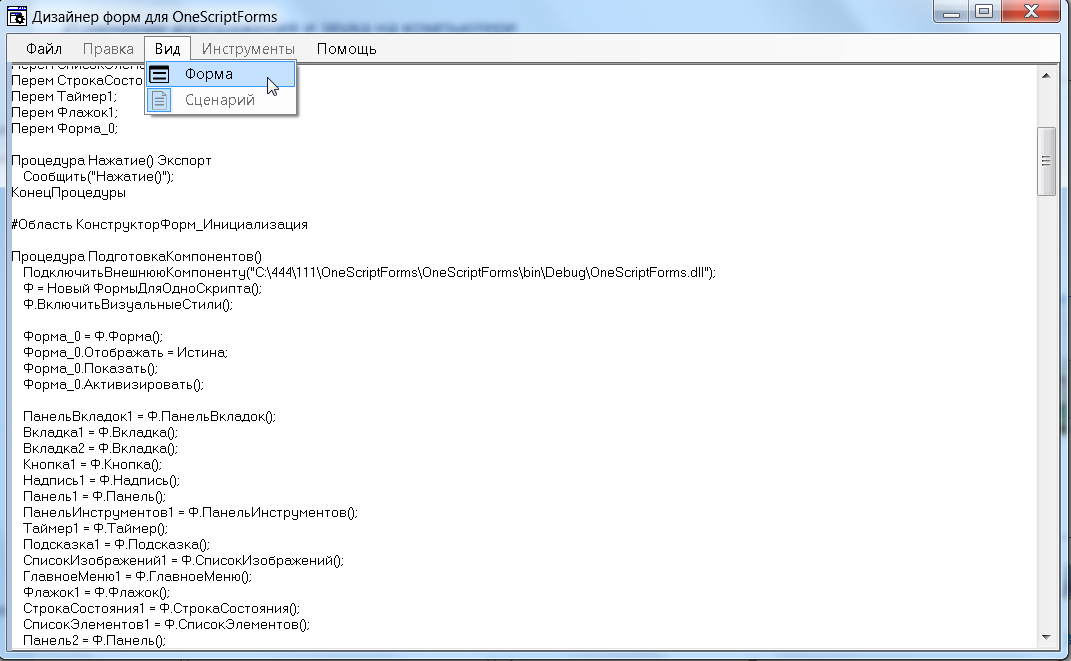 Дизайнер форм для OneScriptForms
Файл Правка Вид Инструменты Помощь
Форма
Сценарий
Перем СтрокаСосто
Перем Таймер1;
Перем Флажок1;
Перем Форма_0;
Процедура Нажатие() Экспорт
Сообщить("Нажатие()");
КонецПроцедуры
#Область КонструкторФорм_Инициализация
Процедура ПодготовкаКомпонентов()
ПодключитьВнешнююКомпоненту("C:\444\111\OneScriptForms\OneScriptForms\bin\Debug\OneScriptForms.dll");
Ф = Новый ФормыДляОдноСкрипта();
Ф.ВключитьВизуальныеСтили();
Форма_0 = Ф.Форма();
Форма_0.Отображать = Истина;
Форма_0.Показать();
Форма_0.Активизировать();
ПанельВкладок1 = Ф.ПанельВкладок();
Вкладка1 = Ф.Вкладка();
Вкладка2 = Ф.Вкладка();
Кнопка1 = Ф.Кнопка();
Надпись1 = Ф.Надпись();
Панель1 = Ф.Панель();
ПанельИнструментов1 = Ф.ПанельИнструментов();
Таймер1 = Ф.Таймер();
Подсказка1 = Ф.Подсказка();
СписокИзображений1 = Ф.СписокИзображений();
ГлавноеМеню1 = Ф.ГлавноеМеню();
Флажок1 = Ф.Флажок();
СтрокаСостояния1 = Ф.СтрокаСостояния();
СписокЭлементов1 = Ф.СписокЭлементов();
Панель2 = Ф.Панель();